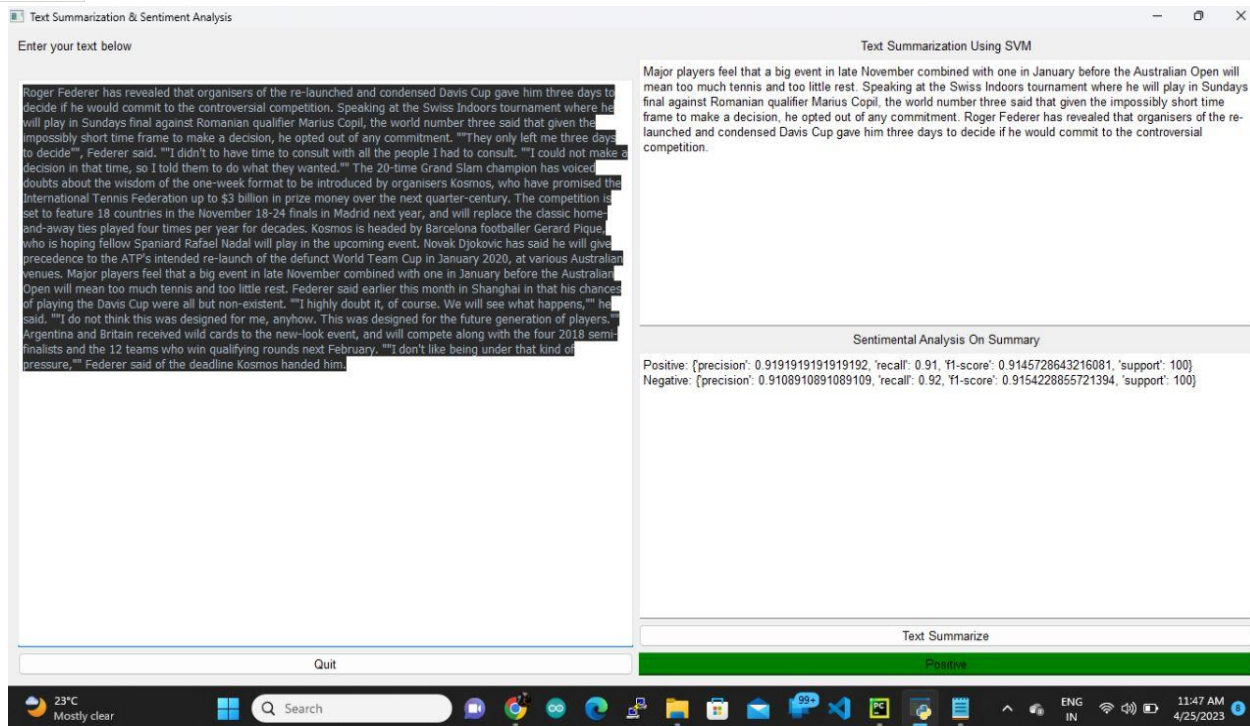 Text Summarization & Sentiment Analysis
Enter your text below
Roger Federer has revealed that organisers of the re-launched and condensed Davis Cup gave him three days to
decide if he would commit to the controversial competition. Speaking at the Swiss Indoors tournament where he
will play in Sundays final against Romanian qualifier Marius Copil, the world number three said that given the
impossibly short time frame to make a decision, he opted out of any commitment. ""They only left me three days
to decide"", Federer said. ""I didn't to have time to consult with all the people I had to consult. ""I could not make a
decision in that time, so I told them to do what they wanted."" The 20-time Grand Slam champion has voiced
doubts about the wisdom of the one-week format to be introduced by organisers Kosmos, who have promised the
International Tennis Federation up to $3 billion in prize money over the next quarter-century. The competition is
set to feature 18 countries in the November 18-24 finals in Madrid next year, and will replace the classic home-
and-away ties played four times per year for decades. Kosmos is headed by Barcelona footballer Gerard Pique,
who is hoping fellow Spaniard Rafael Nadal will play in the upcoming event. Novak Djokovic has said he will give
precedence to the ATP's intended re-launch of the defunct World Team Cup in January 2020, at various Australian
venues. Major players feel that a big event in late November combined with one in January before the Australian
Open will mean too much tennis and too little rest. Federer said earlier this month in Shanghai in that his chances
of playing the Davis Cup were all but non-existent. ""I highly doubt it, of course. We will see what happens,"" he
said. ""I do not think this was designed for me, anyhow. This was designed for the future generation of players.""
Argentina and Britain received wild cards to the new-look event, and will compete along with the four 2018 semi-
finalists and the 12 teams who win qualifying rounds next February. ""I don't like being under that kind of
pressure,"" Federer said of the deadline Kosmos handed him.
Quit
Text Summarization Using SVM
Major players feel that a big event in late November combined with one in January before the Australian Open will
mean too much tennis and too little rest. Speaking at the Swiss Indoors tournament where he will play in Sundays
final against Romanian qualifier Marius Copil, the world number three said that given the impossibly short time
frame to make a decision, he opted out of any commitment. Roger Federer has revealed that organisers of the re-
launched and condensed Davis Cup gave him three days to decide if he would commit to the controversial
competition.
Sentimental Analysis On Summary
Positive: {'precision': 0.9191919191919192, 'recall': 0.91, 'f1-score': 0.9145728643216081, 'support': 100}
Negative: {'precision': 0.9108910891089109, 'recall': 0.92, 'f1-score': 0.9154228855721394, 'support': 100}
Text Summarize
Positive
23°C
Mostly clear
Search
99+
PC
ENG
IN
11:47 AM
4/25/2023
8